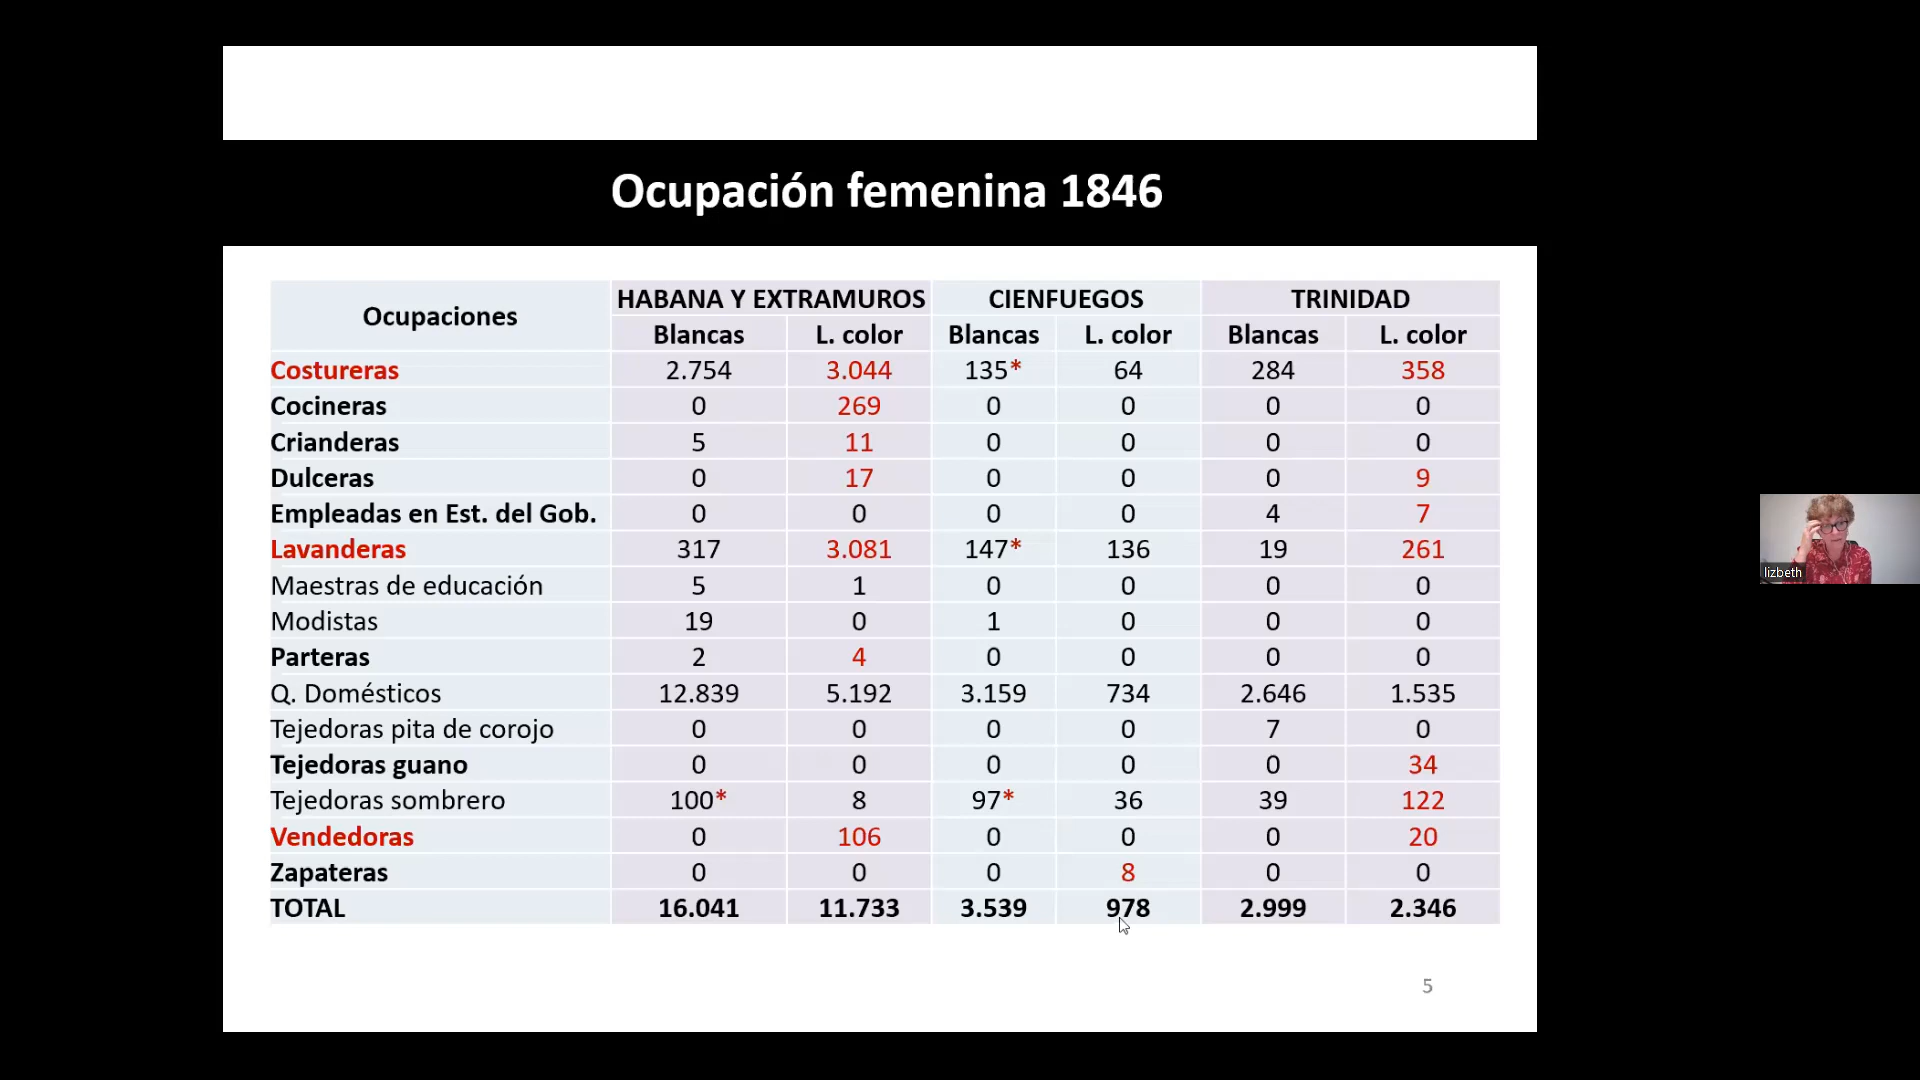 Ocupación femenina 1846
Ocupaciones HABANA Y EXTRAMUROS CIENFUEGOS TRINIDAD
Blancas L. color Blancas L. color Blancas L. color
Costureras 2.754 3.044 135* 64 284 358
Cocineras 0 269 0 0 0 0
Crianderas 5 11 0 0 0 0
Dulceras 0 17 0 0 0 9
Empleadas en Est. del Gob. 0 0 0 0 4 7
Lavanderas 317 3.081 147* 136 19 261
Maestras de educación 5 1 0 0 0 0
Modistas 19 0 1 0 0 0
Parteras 2 4 0 0 0 0
Q. Domésticos 12.839 5.192 3.159 734 2.646 1.535
Tejedoras pita de corojo 0 0 0 0 7 0
Tejedoras guano 0 0 0 0 0 34
Tejedoras sombrero 100* 8 97* 36 39 122
Vendedoras 0 106 0 0 0 20
Zapateras 0 0 0 8 0 0
TOTAL 16.041 11.733 3.539 978 2.999 2.346
5
lizbeth